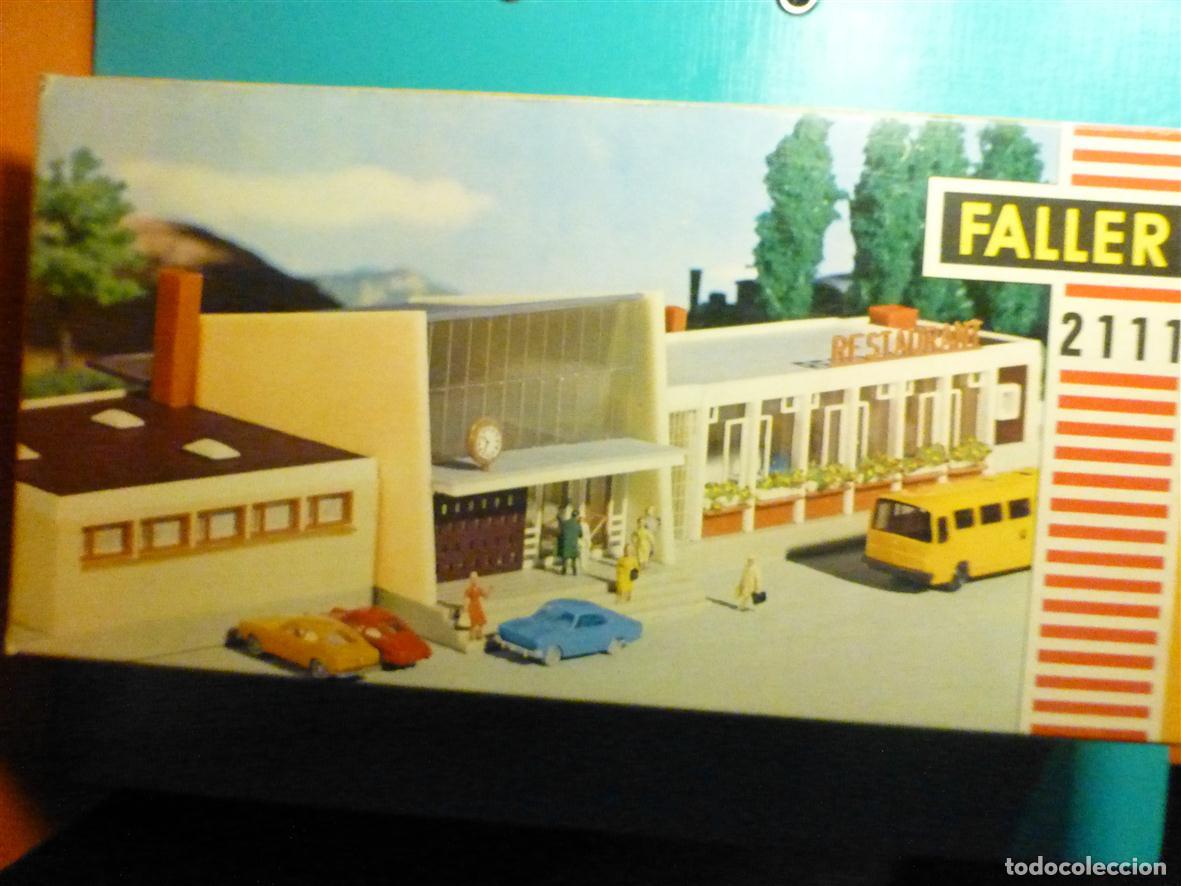 FALLER
2111
RESTAURANT
todocoleccion